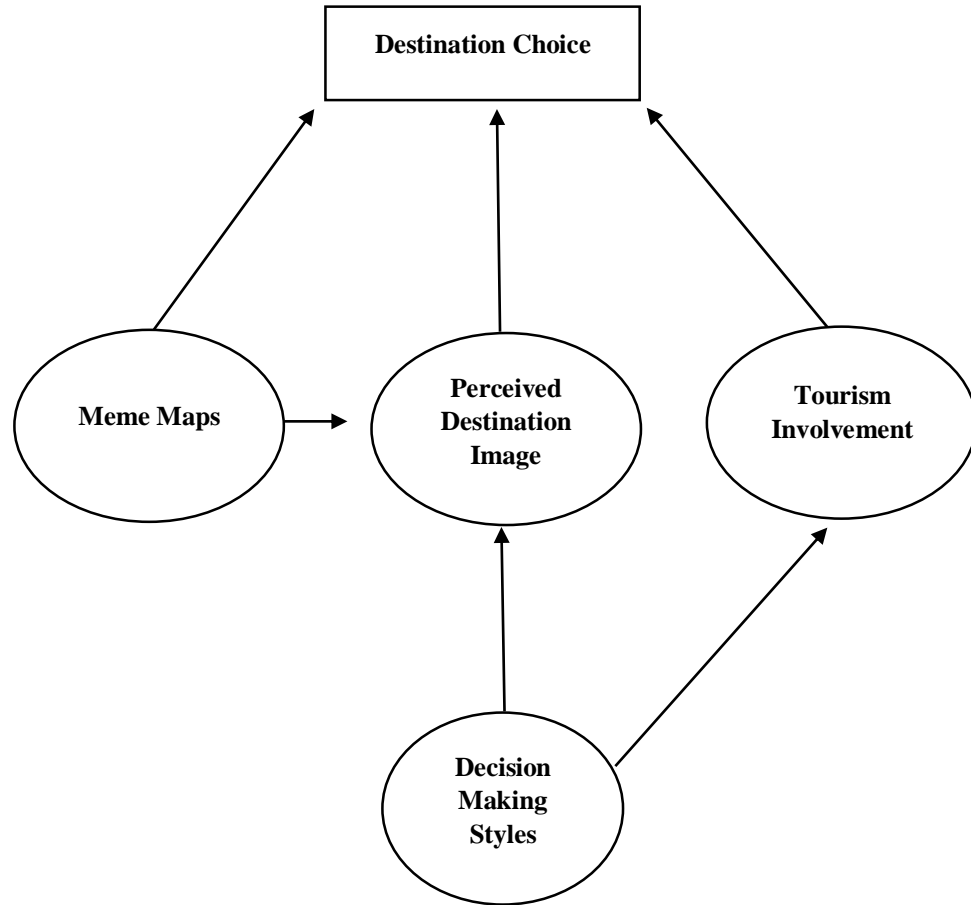 Destination Choice
Meme Maps
Perceived
Destination
Image
Tourism
Involvement
Decision
Making
Styles